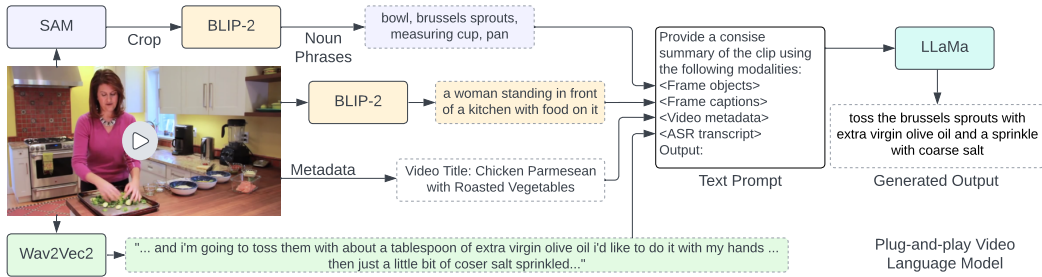 SAM
Crop
BLIP-2
Noun
Phrases
bowl, brussels sprouts,
measuring cup, pan
BLIP-2
a woman standing in front
of a kitchen with food on it
Metadata
Video Title: Chicken Parmesean
with Roasted Vegetables
Wav2Vec2
"... and i'm going to toss them with about a tablespoon of extra virgin olive oil i'd like to do it with my hands ...
then just a little bit of coser salt sprinkled..."
Provide a consise
summary of the clip using
the following modalities:
<Frame objects>
<Frame captions>
<Video metadata>
<ASR transcript>
Output:
Text Prompt
LLaMa
toss the brussels sprouts with
extra virgin olive oil and a sprinkle
with coarse salt
Generated Output
Plug-and-play Video
Language Model